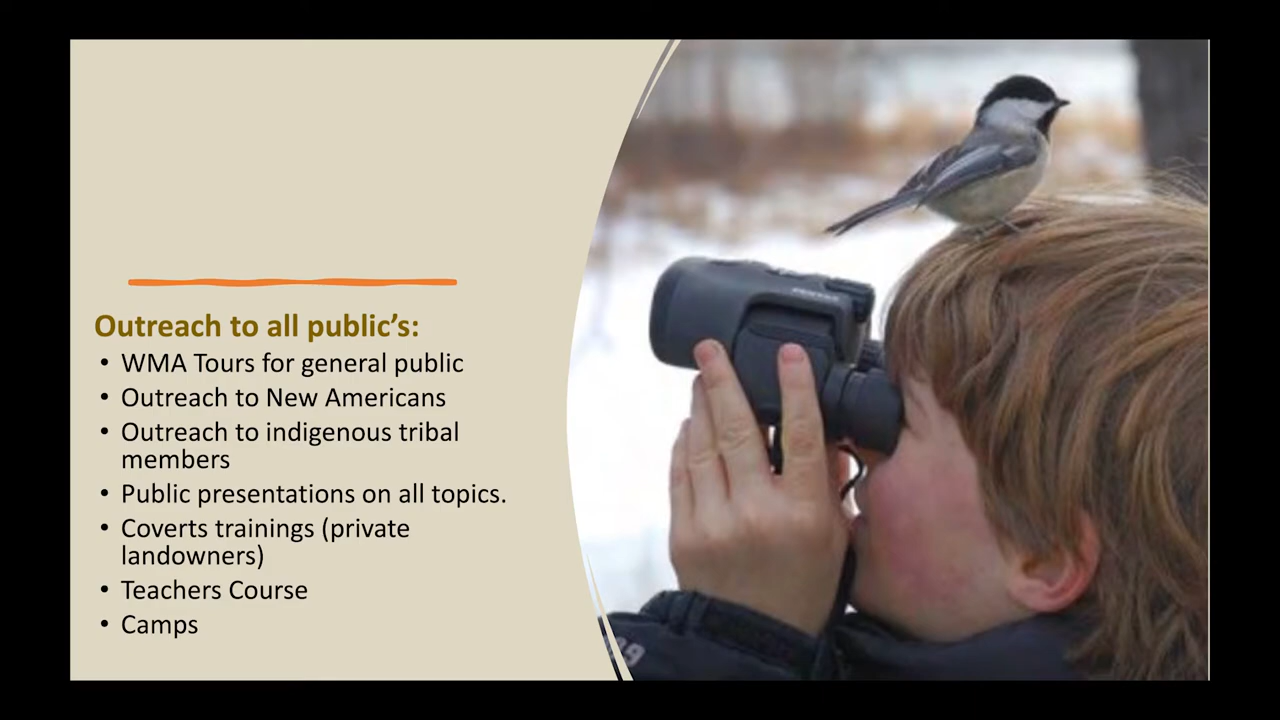 Outreach to all public’s:
• WMA Tours for general public
• Outreach to New Americans
• Outreach to indigenous tribal
members
• Public presentations on all topics.
• Coverts trainings (private
landowners)
• Teachers Course
• Camps